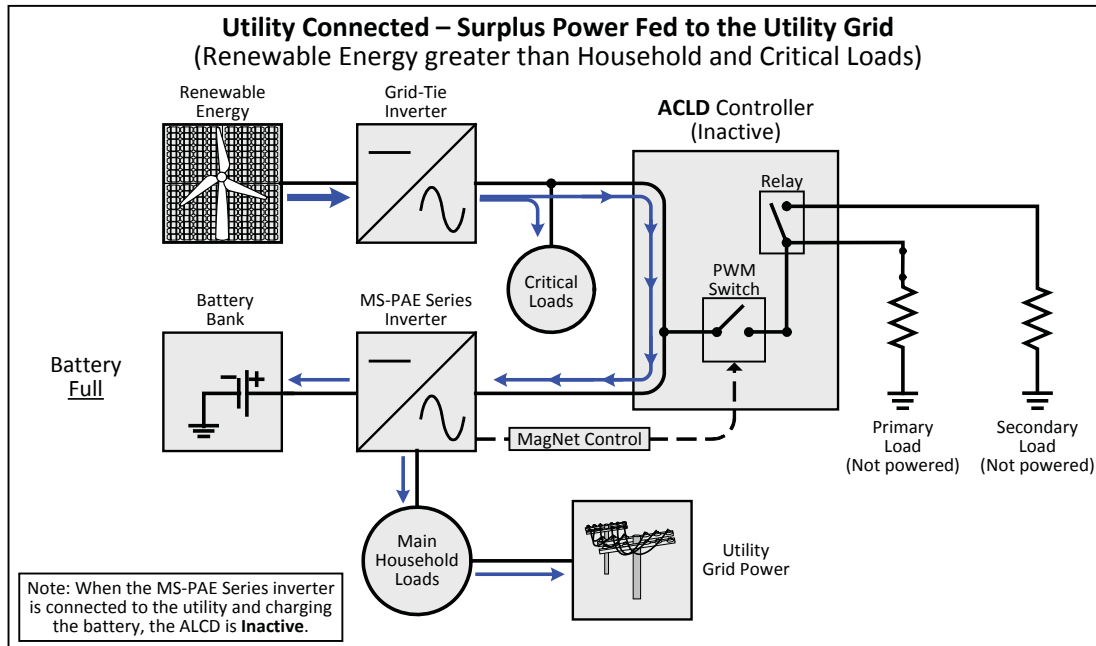 Utility Connected – Surplus Power Fed to the Utility Grid
(Renewable Energy greater than Household and Critical Loads)
Renewable
Energy
Grid-Tie
Inverter
ACLD Controller
(Inactive)
Relay
PWM
Switch
Critical
Loads
Battery
Bank
MS-PAE Series
Inverter
Battery
Full
MagNet Control
Primary
Load
(Not powered)
Secondary
Load
(Not powered)
Main
Household
Loads
Utility
Grid Power
Note: When the MS-PAE Series inverter
is connected to the utility and charging
the battery, the ALCD is Inactive.